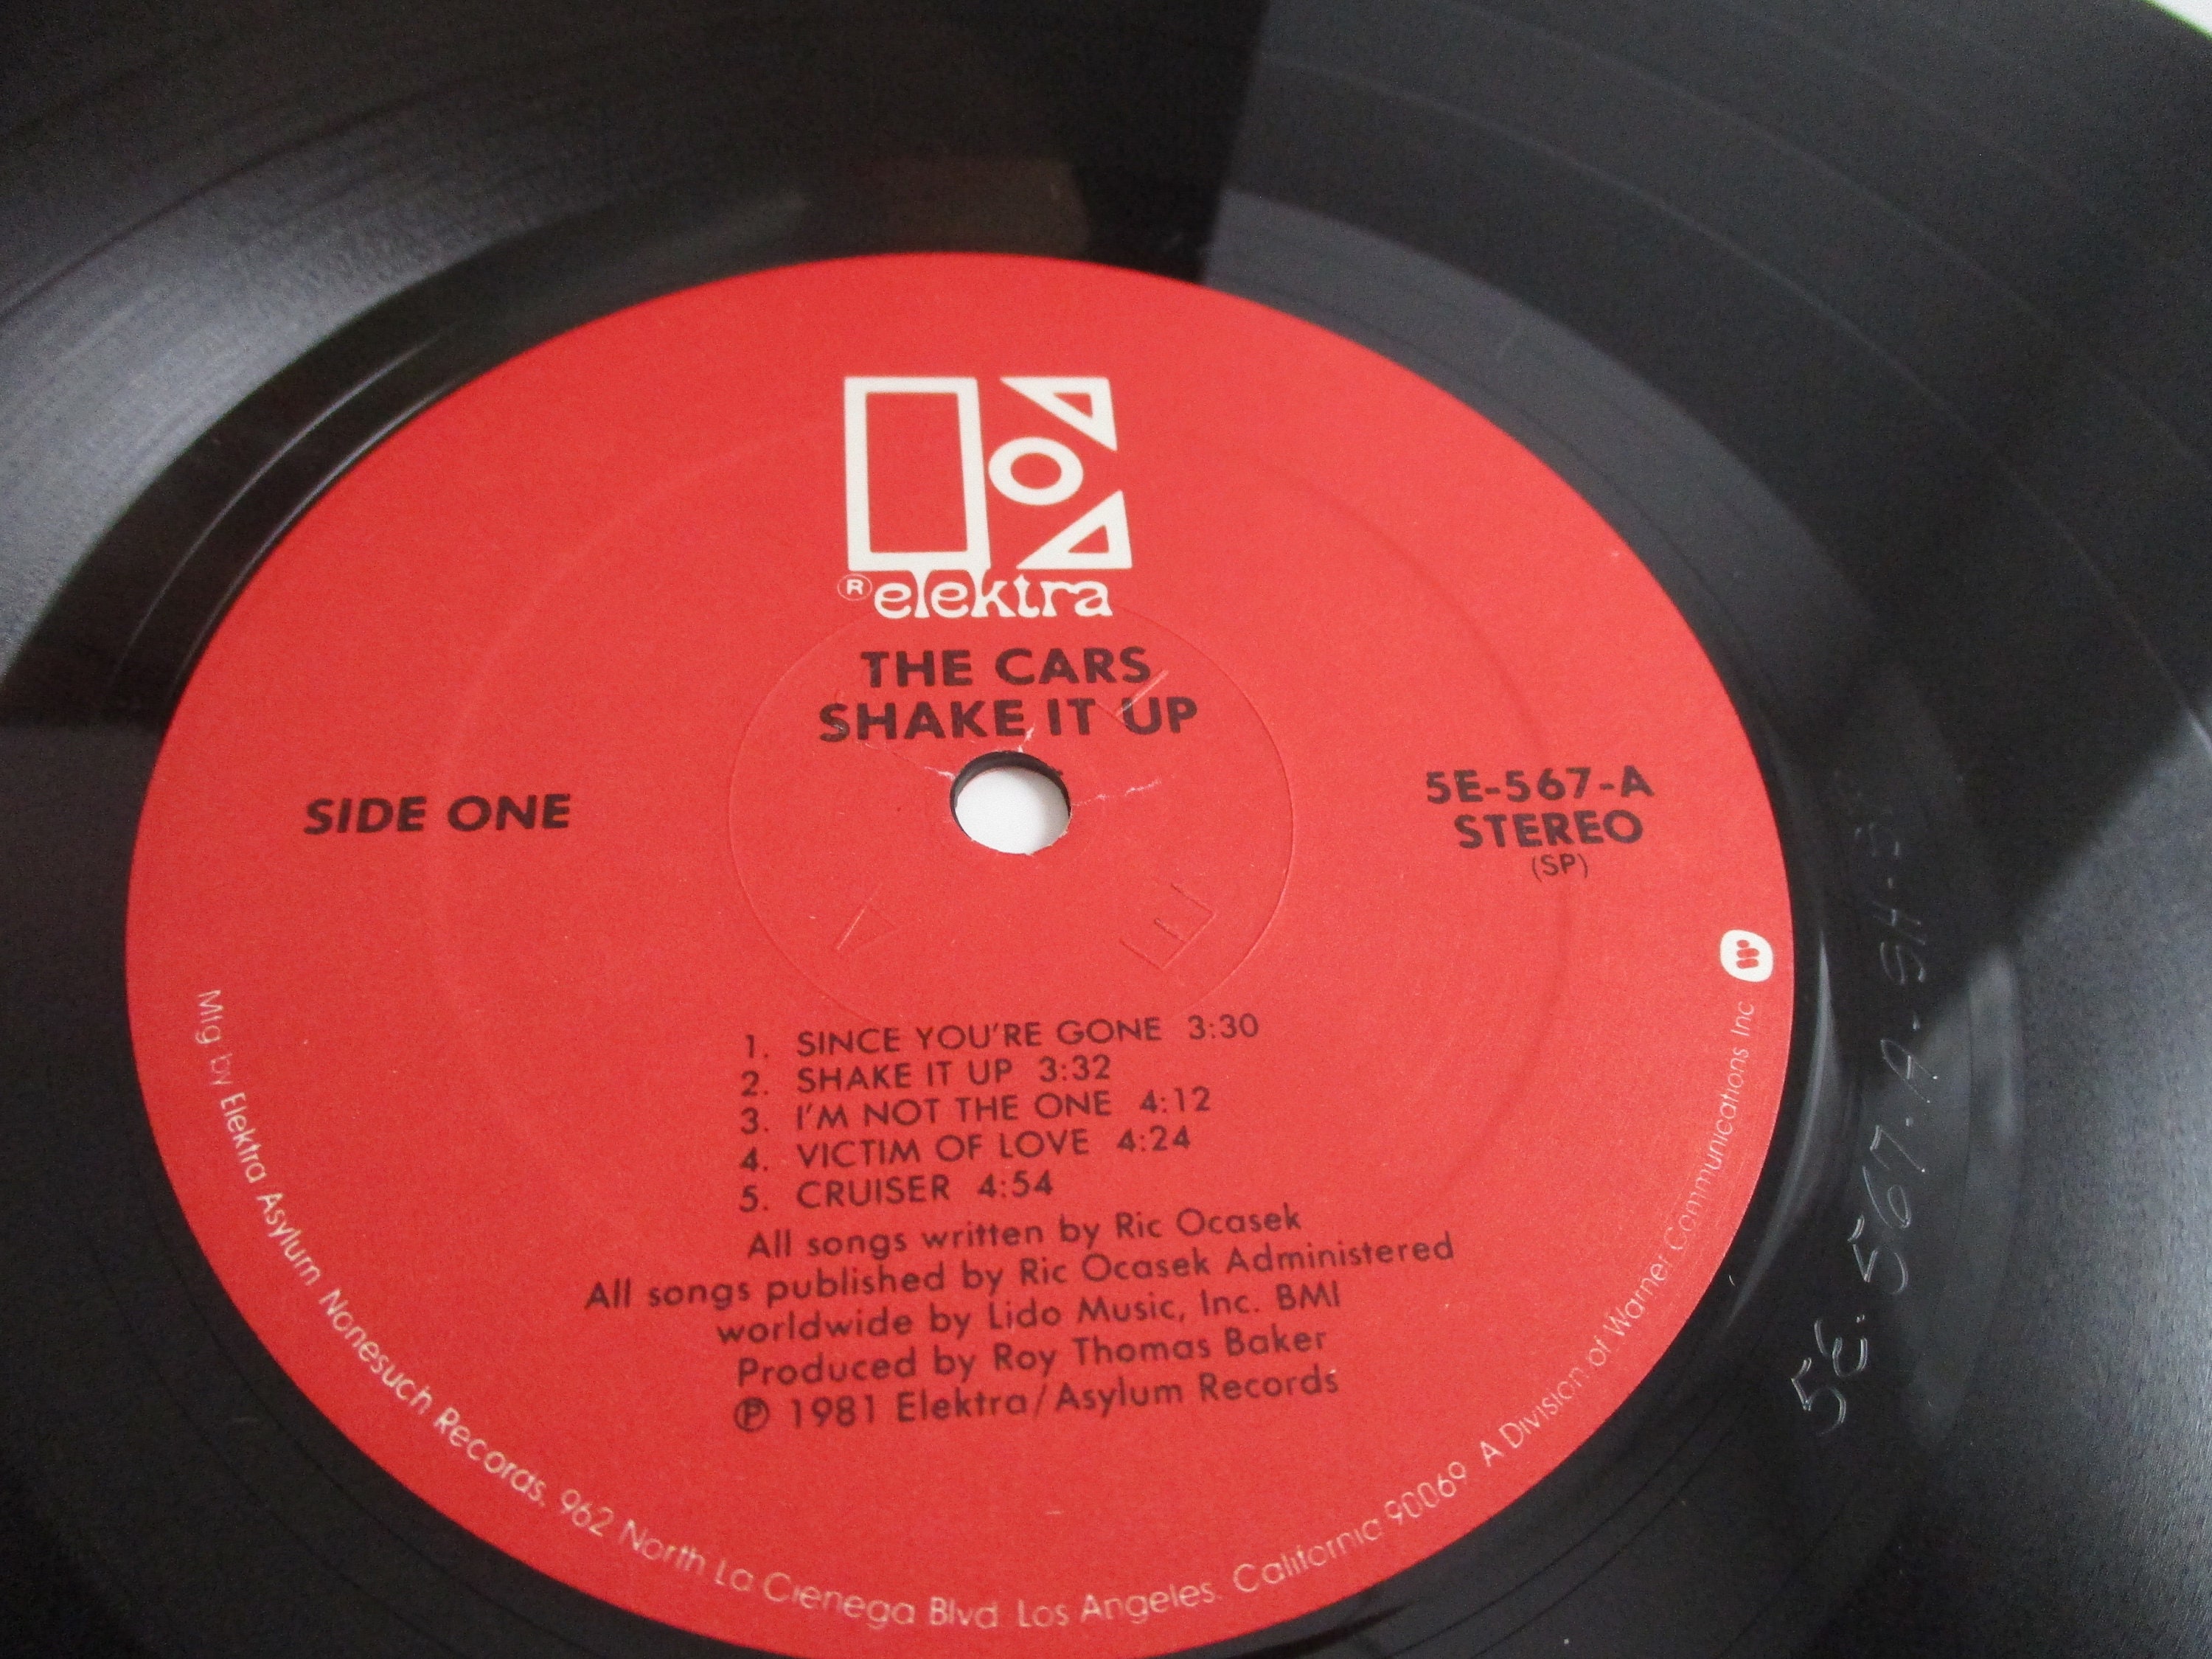 ® elektra
THE CARS
SHAKE IT UP
SIDE ONE
5E-567-A
STEREO
(SP)
1. SINCE YOU'RE GONE 3:30
2. SHAKE IT UP 3:32
3. I'M NOT THE ONE 4:12
4. VICTIM OF LOVE 4:24
5. CRUISER 4:54
All songs written by Ric Ocasek
All songs published by Ric Ocasek Administered
worldwide by Lido Music, Inc. BMI
Produced by Roy Thomas Baker
℗ 1981 Elektra/Asylum Records
Mfg by Elektra Asylum Nonesuch Records. 962 North La Cienega Blvd Los Angeles. California 90069 A Division of Warner Communications Inc
5E.567.A-SH-5